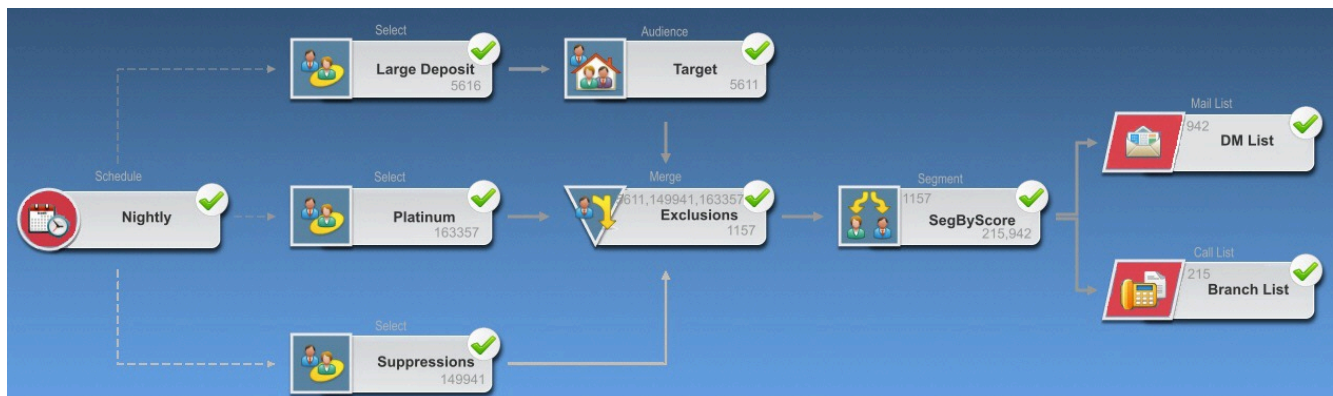 Select
Large Deposit
5616
Audience
Target
5611
Schedule
Nightly
Select
Platinum
163357
Merge
5611,149941,163357
Exclusions
1157
Segment
1157
SegByScore
215,942
Mail List
942
DM List
Call List
215
Branch List
Select
Suppressions
149941